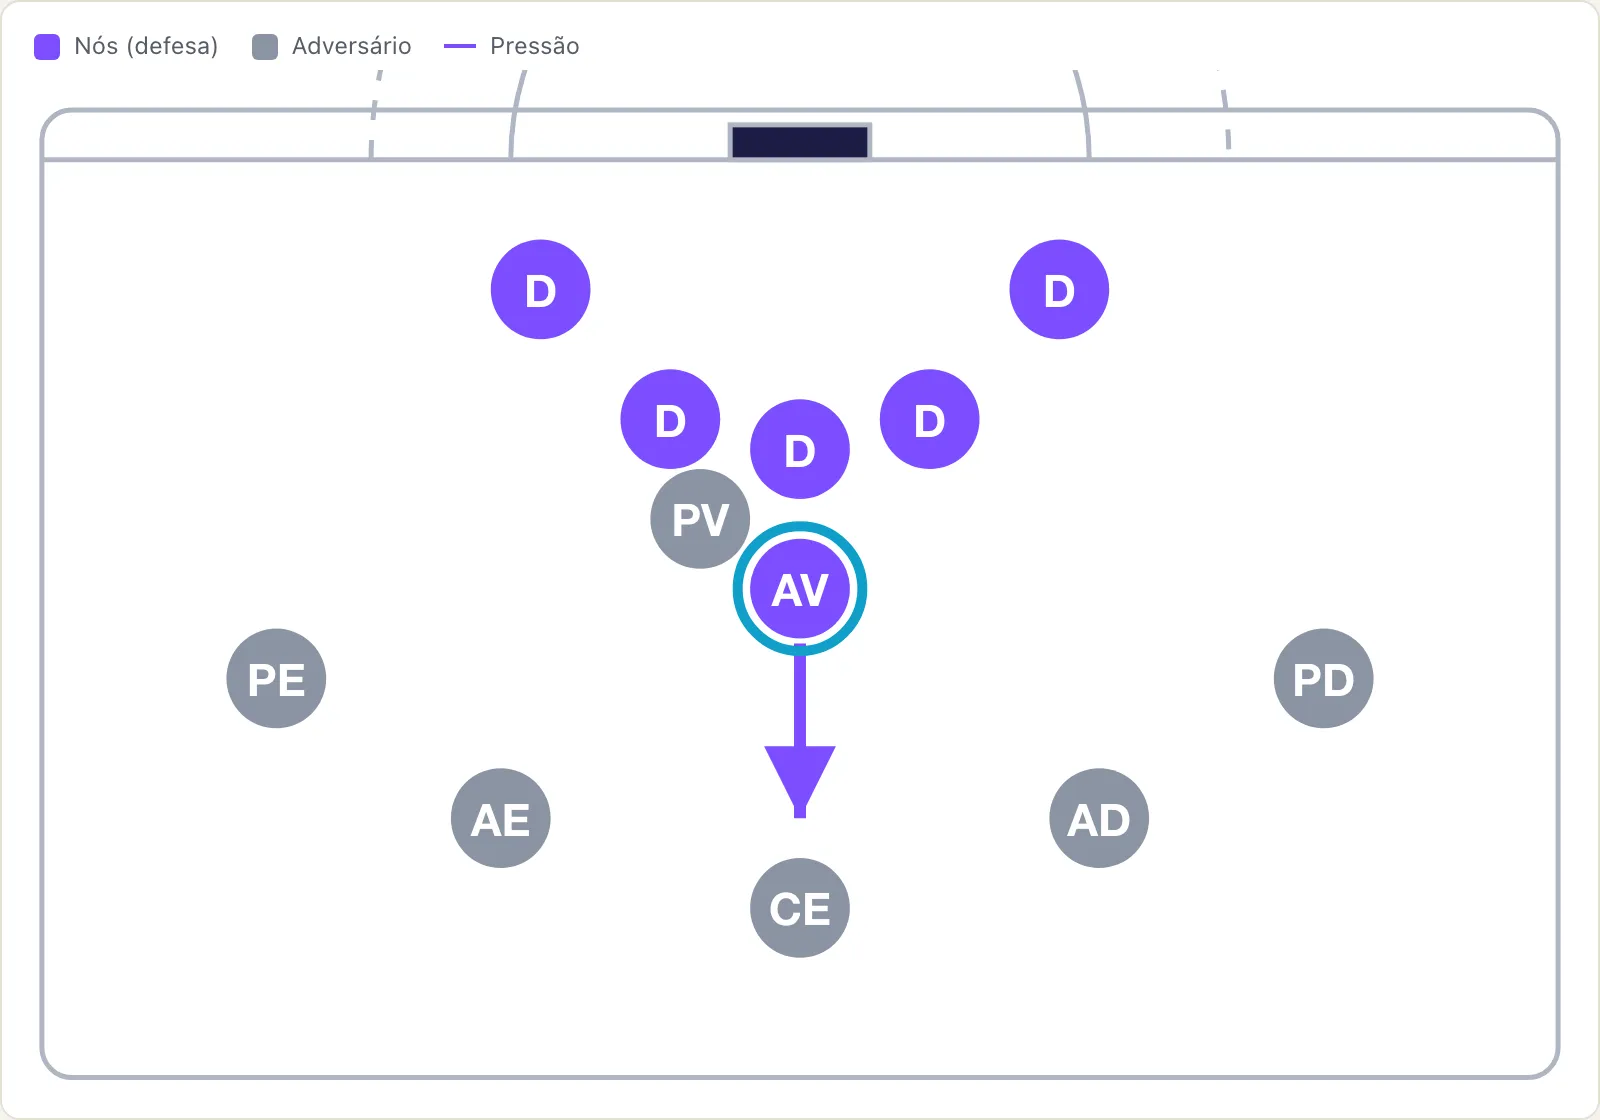 Nós (defesa) Adversário Pressão
D D
D D D
PV
AV
PE PD
AE AD
CE